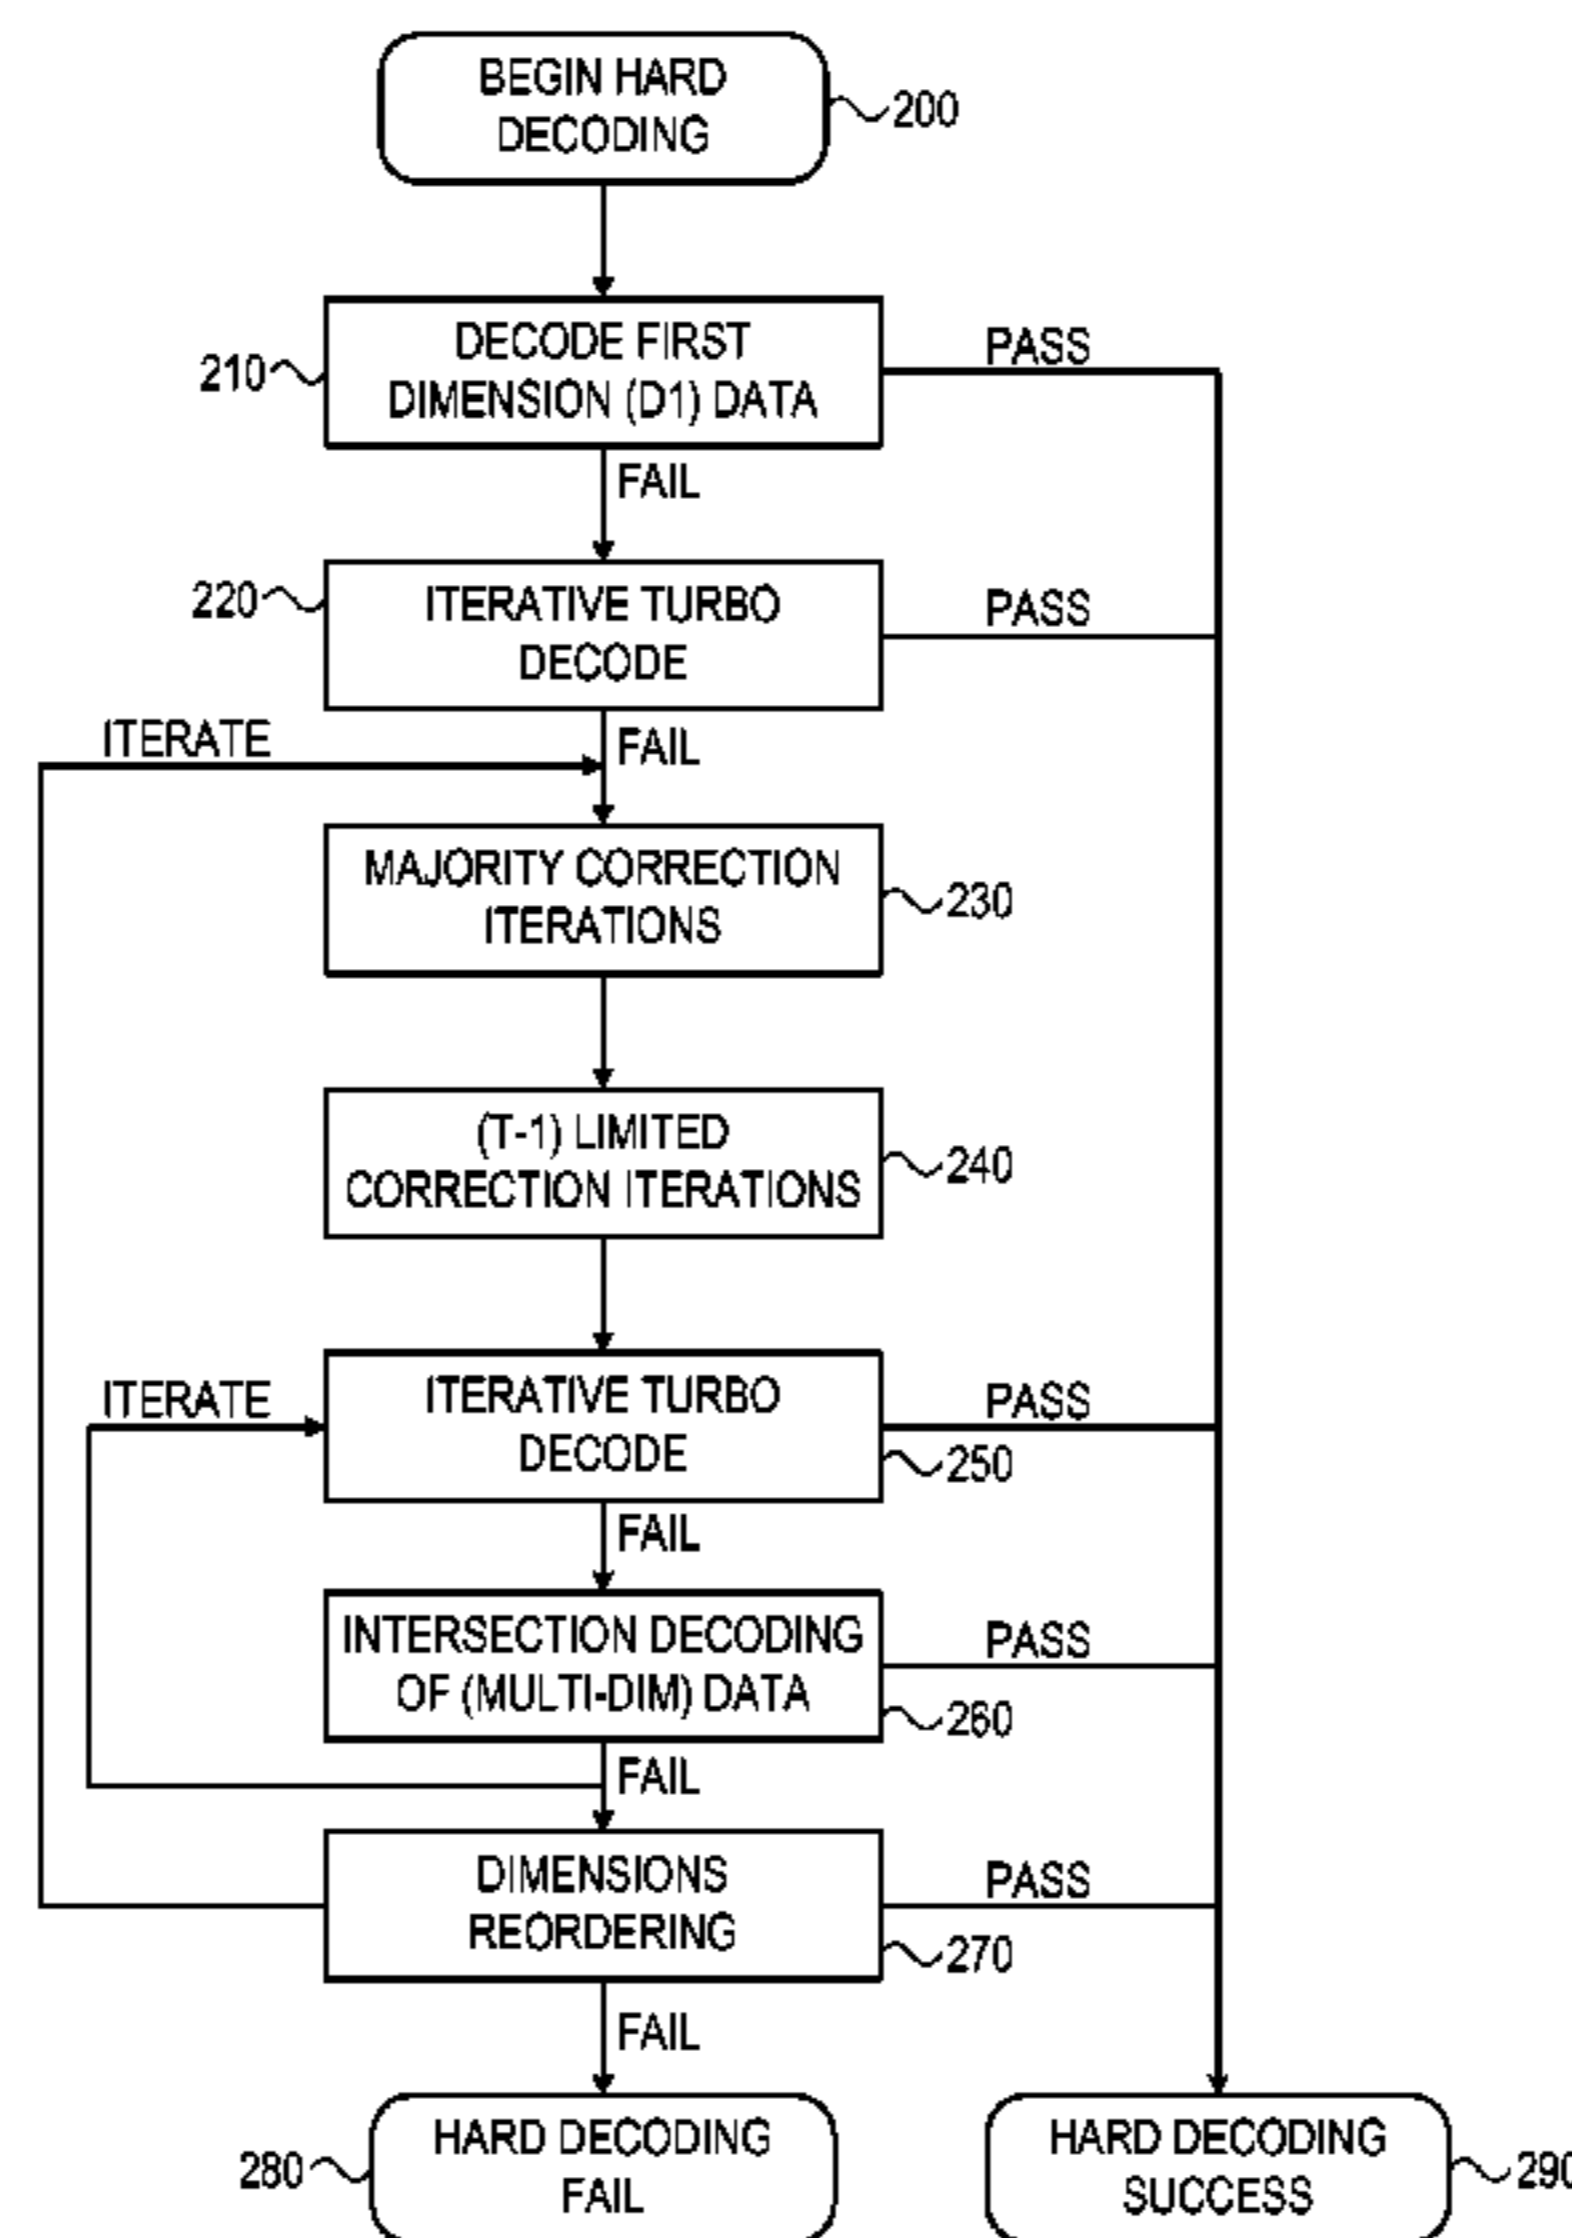 BEGIN HARD
DECODING
200
DECODE FIRST
DIMENSION (D1) DATA
210
PASS
FAIL
ITERATIVE TURBO
DECODE
220
PASS
FAIL
ITERATE
MAJORITY CORRECTION
ITERATIONS
230
(T-1) LIMITED
CORRECTION ITERATIONS
240
ITERATE
ITERATIVE TURBO
DECODE
PASS
250
FAIL
INTERSECTION DECODING
OF (MULTI-DIM) DATA
PASS
260
FAIL
DIMENSIONS
REORDERING
PASS
270
FAIL
HARD DECODING
FAIL
280
HARD DECODING
SUCCESS
290